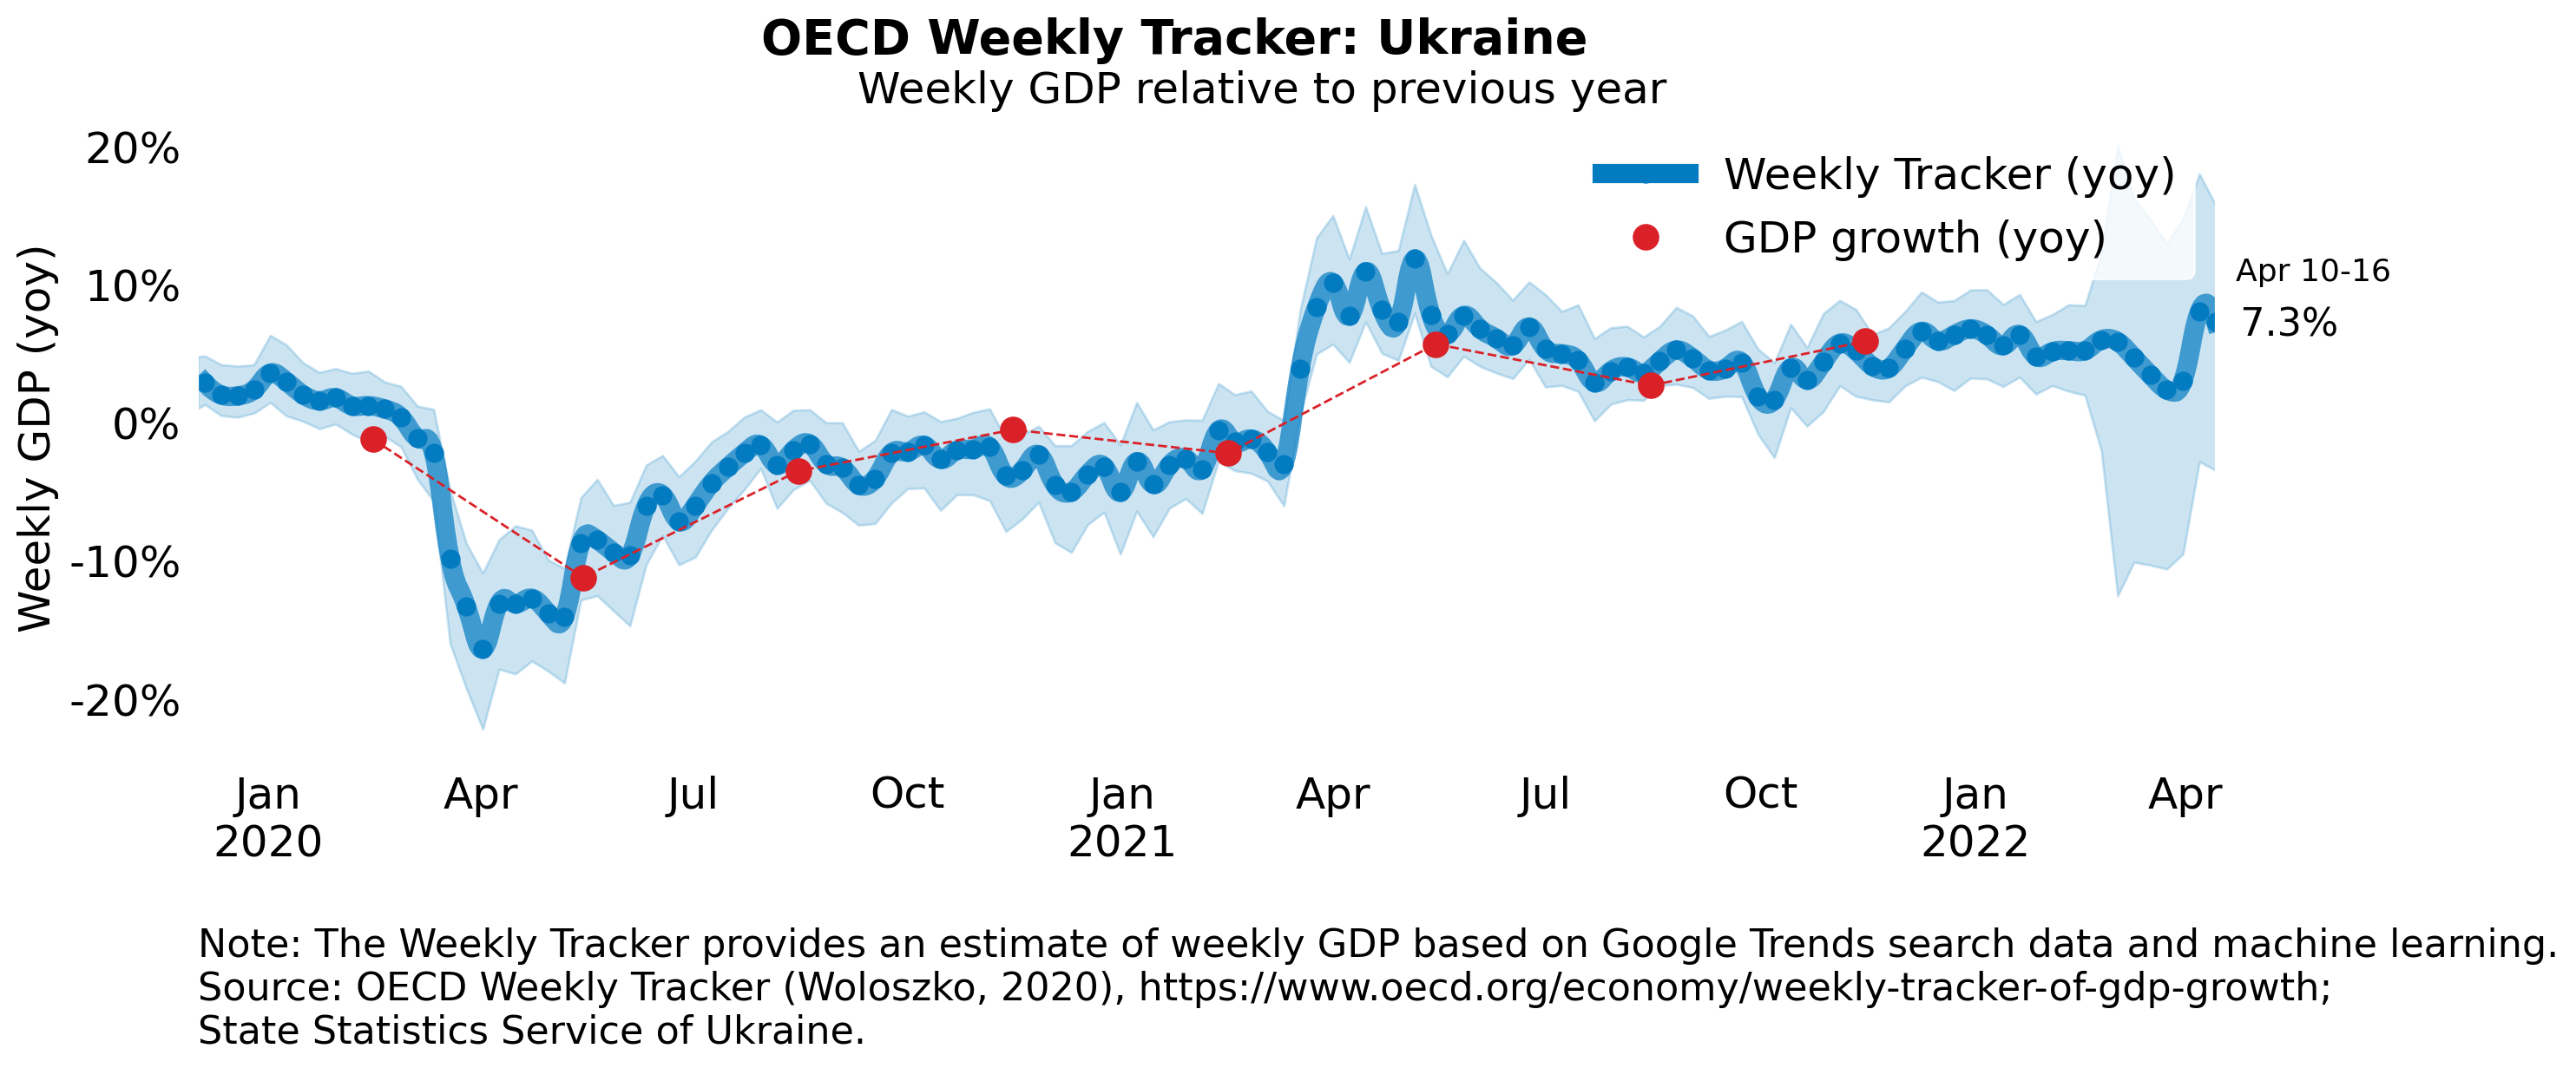 OECD Weekly Tracker: Ukraine
Weekly GDP relative to previous year
Weekly GDP (yoy)
20%
10%
0%
-10%
-20%
Weekly Tracker (yoy)
GDP growth (yoy)
Apr 10-16
7.3%
Jan
2020
Apr
Jul
Oct
Jan
2021
Apr
Jul
Oct
Jan
2022
Apr
Note: The Weekly Tracker provides an estimate of weekly GDP based on Google Trends search data and machine learning.
Source: OECD Weekly Tracker (Woloszko, 2020), https://www.oecd.org/economy/weekly-tracker-of-gdp-growth;
State Statistics Service of Ukraine.